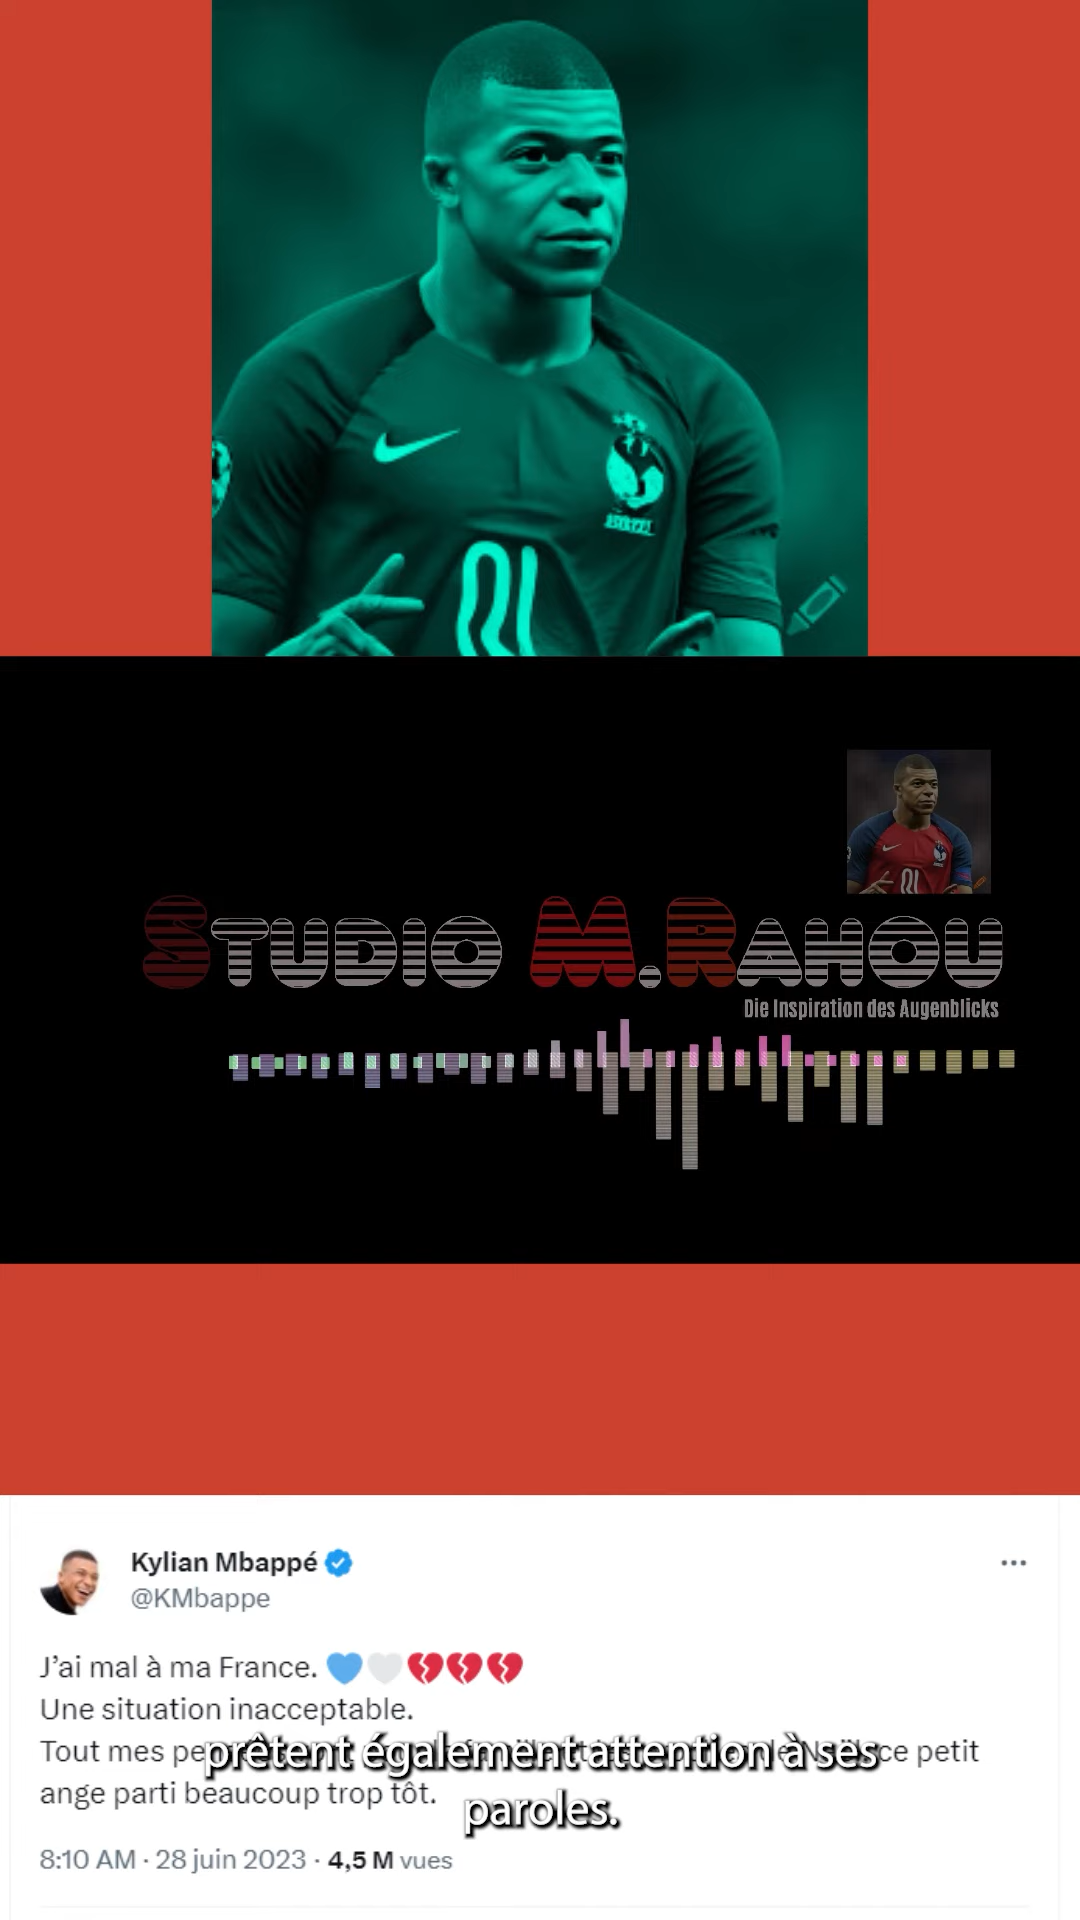 STUDIO M.RAHOU
Die Inspiration des Augenblicks
Kylian Mbappé
@KMbappe
J’ai mal à ma France. 💙🤍💔💔💔
Une situation inacceptable.
Tout mes ce petit
ange parti beaucoup trop tôt.
prêtent également attention à ses
paroles.
8:10 AM · 28 juin 2023 · 4,5 M vues